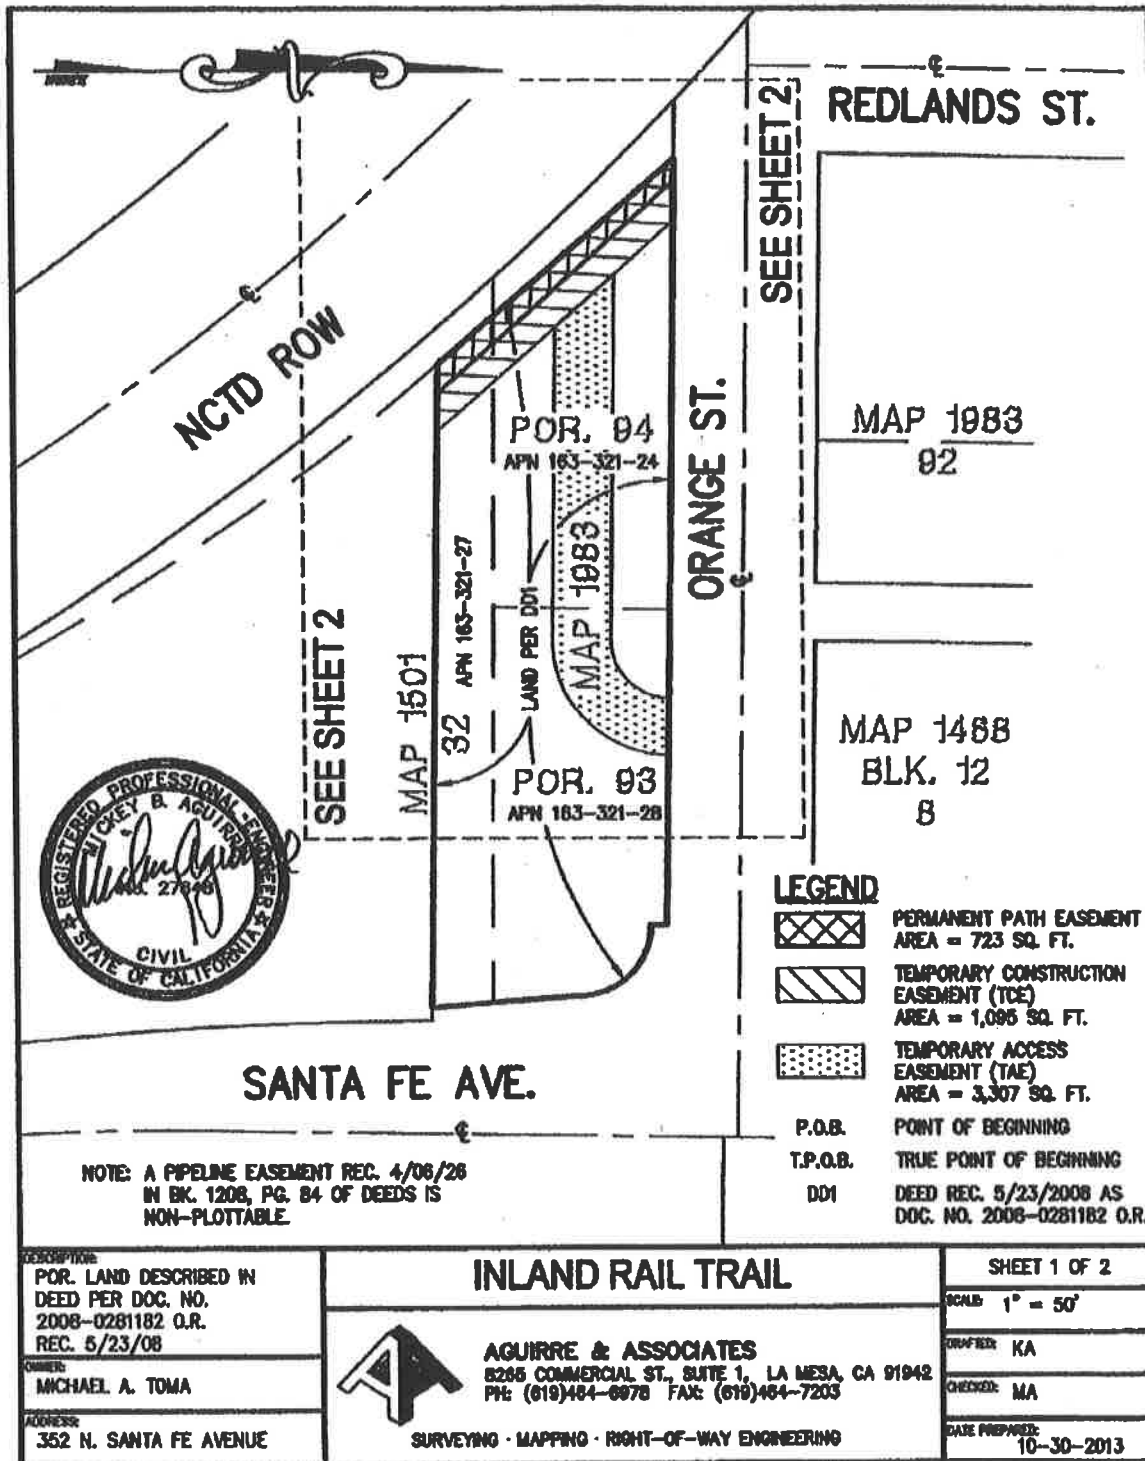 REDLANDS ST.
SEE SHEET 2
NCTD ROW
ORANGE ST.
POR. 94
APN 163-321-24
MAP 1983
92
APN 163-321-27
LAND PER DD1
MAP 1983
SEE SHEET 2
MAP 1501
32
POR. 93
APN 163-321-28
MAP 1468
BLK. 12
8
REGISTERED PROFESSIONAL ENGINEER
MICKEY B. AGUIRRE
CIVIL
STATE OF CALIFORNIA
LEGEND
PERMANENT PATH EASEMENT
AREA = 723 SQ. FT.
TEMPORARY CONSTRUCTION
EASEMENT (TCE)
AREA = 1,095 SQ. FT.
TEMPORARY ACCESS
EASEMENT (TAE)
AREA = 3,307 SQ. FT.
P.O.B. POINT OF BEGINNING
T.P.O.B. TRUE POINT OF BEGINNING
DD1 DEED REC. 5/23/2008 AS
DOC. NO. 2008-0281182 O.R.
SANTA FE AVE.
NOTE: A PIPELINE EASEMENT REC. 4/06/26
IN BK. 1208, PG. 84 OF DEEDS IS
NON-PLOTTABLE.
DESCRIPTION:
POR. LAND DESCRIBED IN
DEED PER DOC. NO.
2008-0281182 O.R.
REC. 5/23/08
OWNER:
MICHAEL A. TOMA
ADDRESS:
352 N. SANTA FE AVENUE
INLAND RAIL TRAIL
AGUIRRE & ASSOCIATES
8265 COMMERCIAL ST., SUITE 1, LA MESA, CA 91942
PH: (619)464-6978 FAX: (619)464-7203
SURVEYING · MAPPING · RIGHT-OF-WAY ENGINEERING
SHEET 1 OF 2
SCALE: 1" = 50'
DRAFTED: KA
CHECKED: MA
DATE PREPARED:
10-30-2013